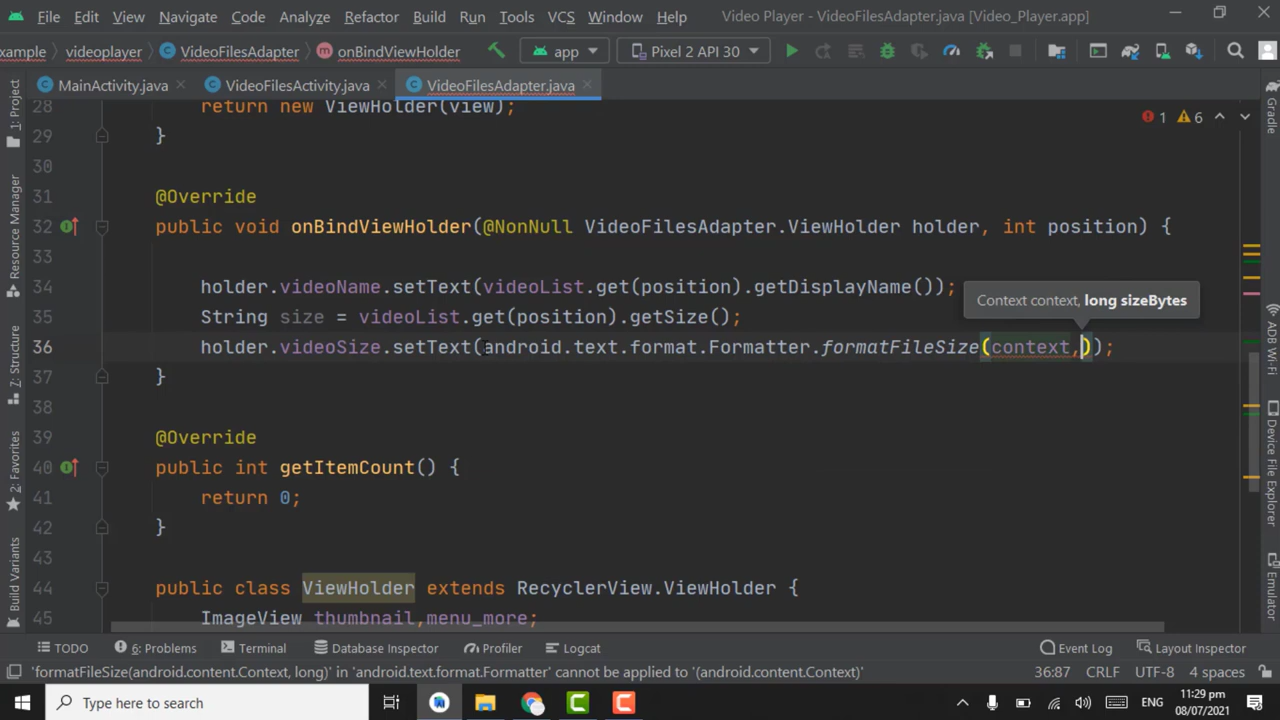 File Edit View Navigate Code Analyze Refactor Build Run Tools VCS Window Help Video Player - VideoFilesAdapter.java [Video_Player.app]
example videoplayer VideoFilesAdapter onBindViewHolder app Pixel 2 API 30
MainActivity.java VideoFilesActivity.java VideoFilesAdapter.java
1: Project
Resource Manager
7: Structure
2: Favorites
Build Variants
28 return new ViewHolder(view);
1 6
29 }
30
31 @Override
32 public void onBindViewHolder(@NonNull VideoFilesAdapter.ViewHolder holder, int position) {
33
34 holder.videoName.setText(videoList.get(position).getDisplayName());
Context context, long sizeBytes
35 String size = videoList.get(position).getSize();
36 holder.videoSize.setText(android.text.format.Formatter.formatFileSize(context,));
37 }
38
39 @Override
40 public int getItemCount() {
41 return 0;
42 }
43
44 public class ViewHolder extends RecyclerView.ViewHolder {
45 ImageView thumbnail,menu_more;
Gradle
ADB Wi-Fi
Device File Explorer
Emulator
TODO 6: Problems Terminal Database Inspector Profiler Logcat Event Log Layout Inspector
'formatFileSize(android.content.Context, long)' in 'android.text.format.Formatter' cannot be applied to '(android.content.Context)' 36:87 CRLF UTF-8 4 spaces
Type here to search ENG 11:29 pm
08/07/2021